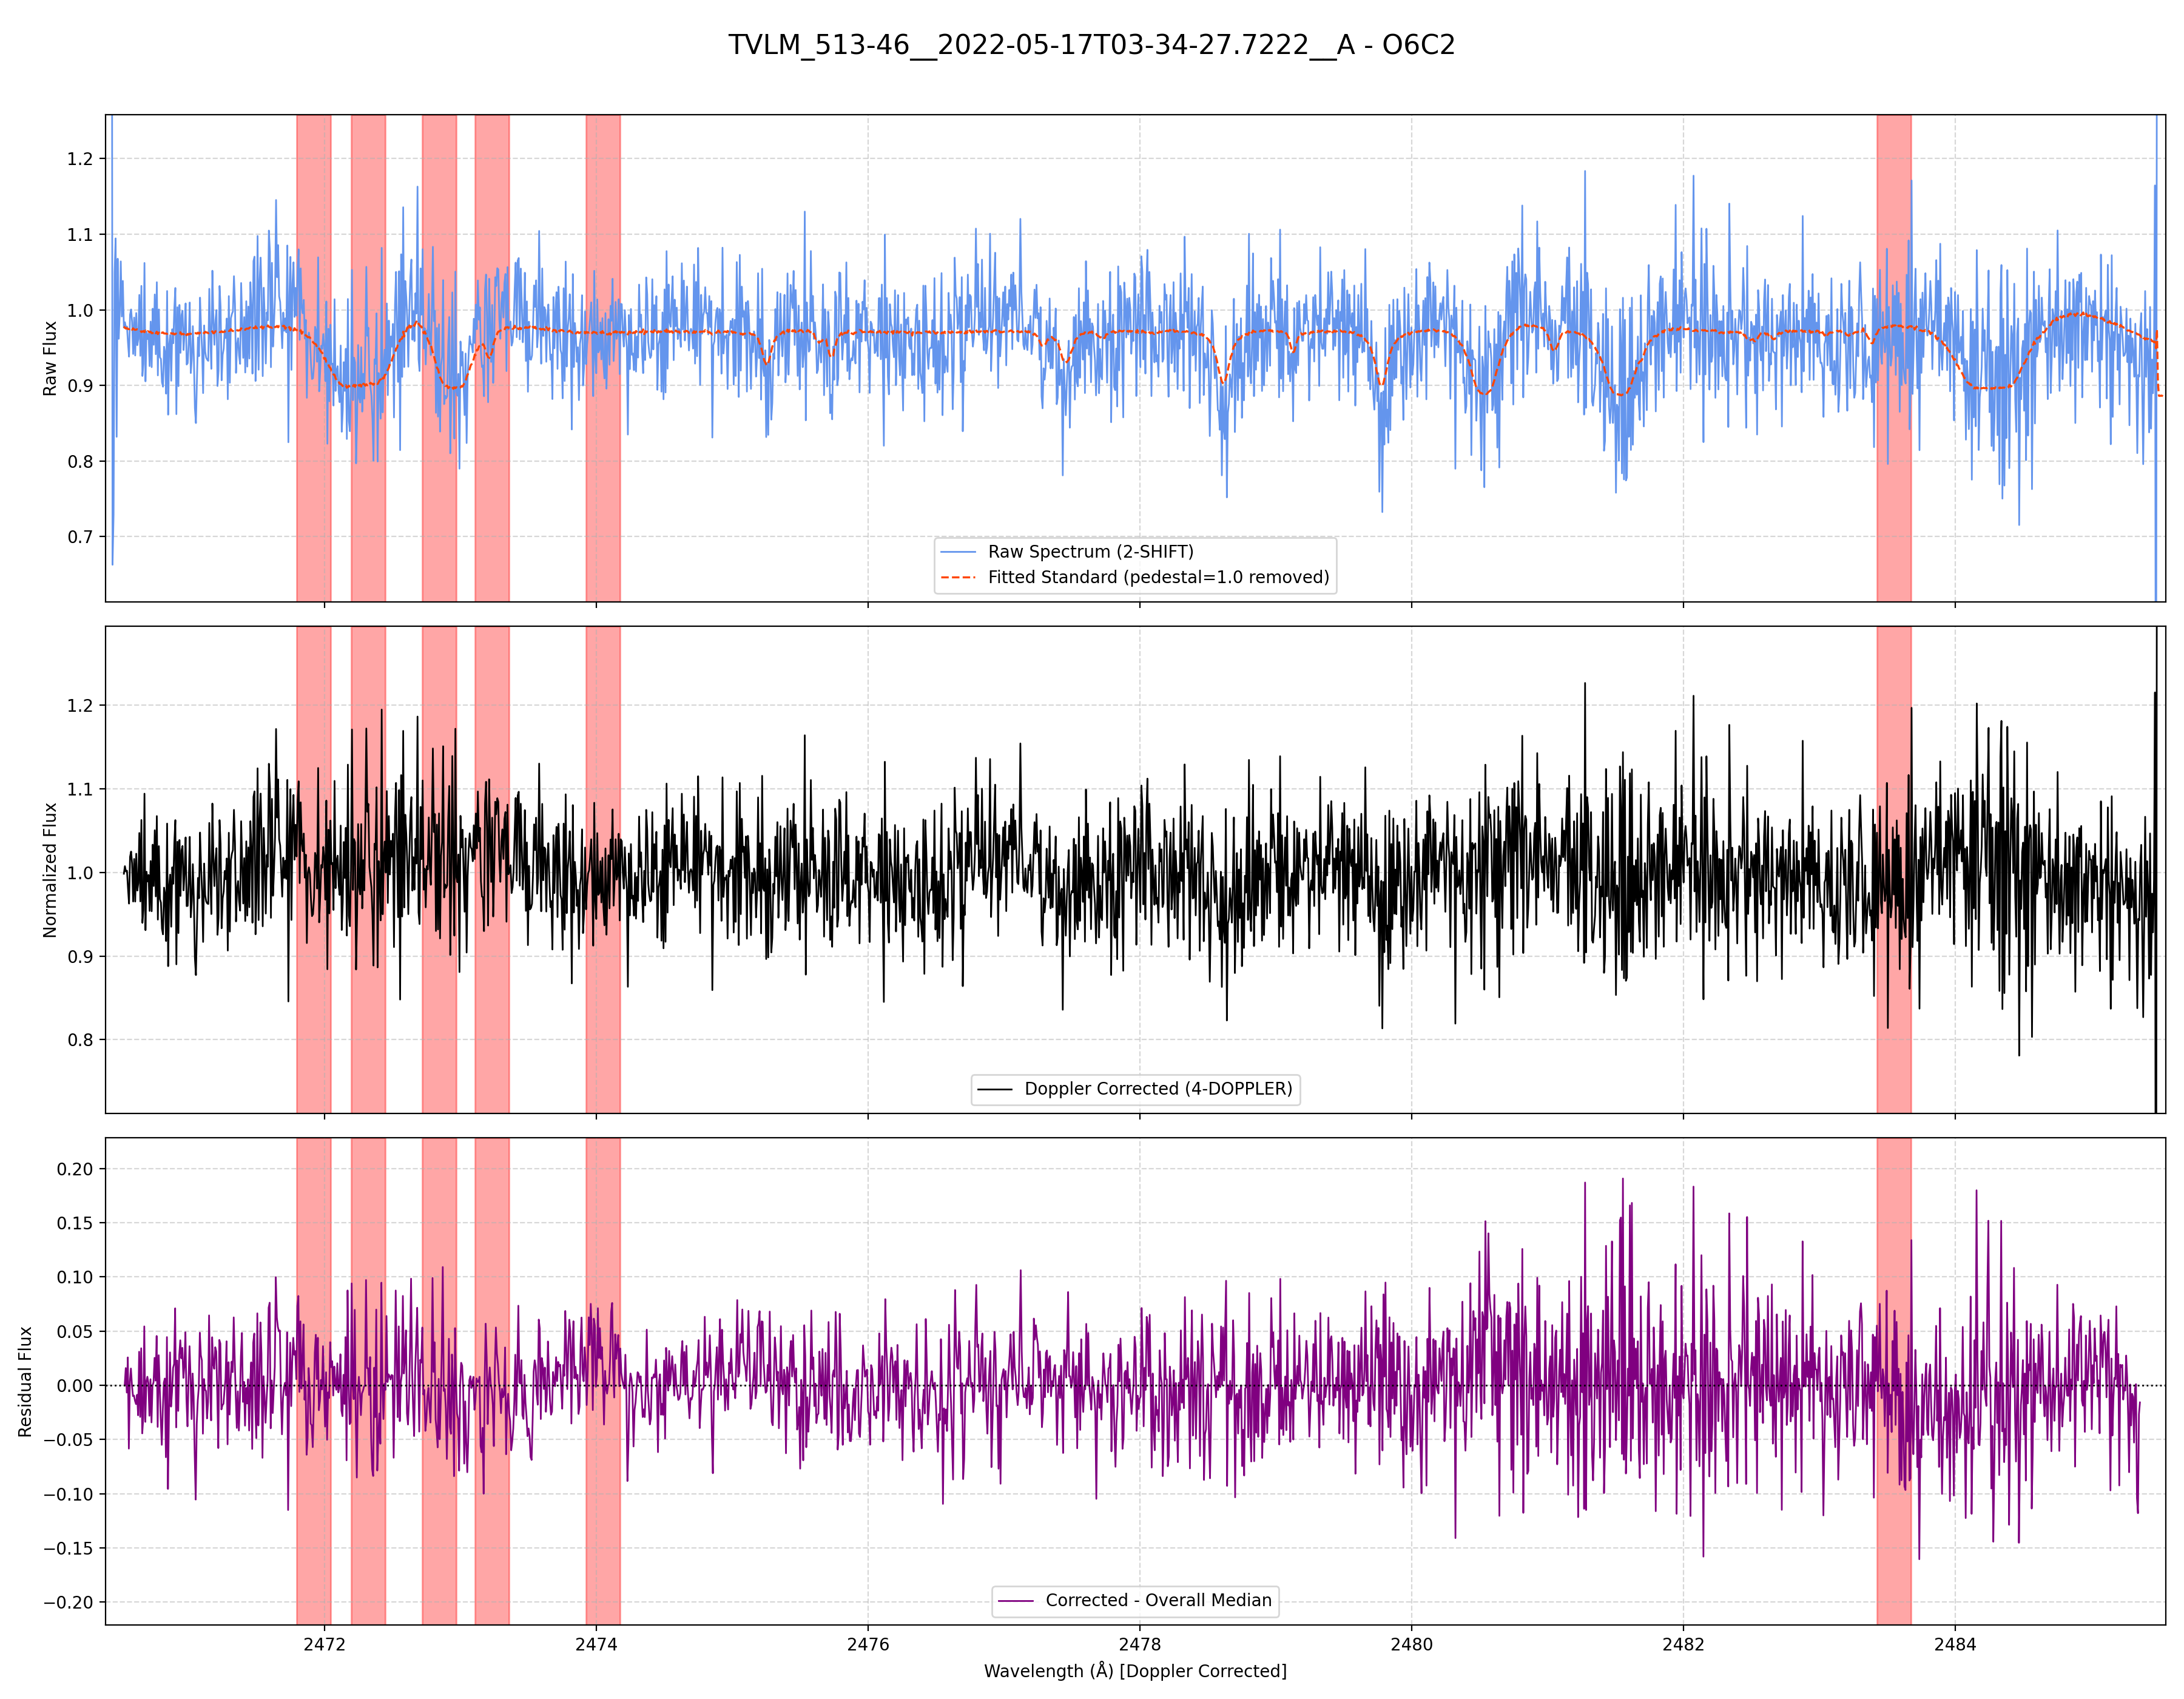 TVLM_513-46__2022-05-17T03-34-27.7222__A - O6C2
1.2
1.1
1.0
0.9
0.8
0.7
Raw Flux
Raw Spectrum (2-SHIFT)
Fitted Standard (pedestal=1.0 removed)
1.2
1.1
1.0
0.9
0.8
Normalized Flux
Doppler Corrected (4-DOPPLER)
0.20
0.15
0.10
0.05
0.00
−0.05
−0.10
−0.15
−0.20
Residual Flux
Corrected - Overall Median
2472 2474 2476 2478 2480 2482 2484
Wavelength (Å) [Doppler Corrected]